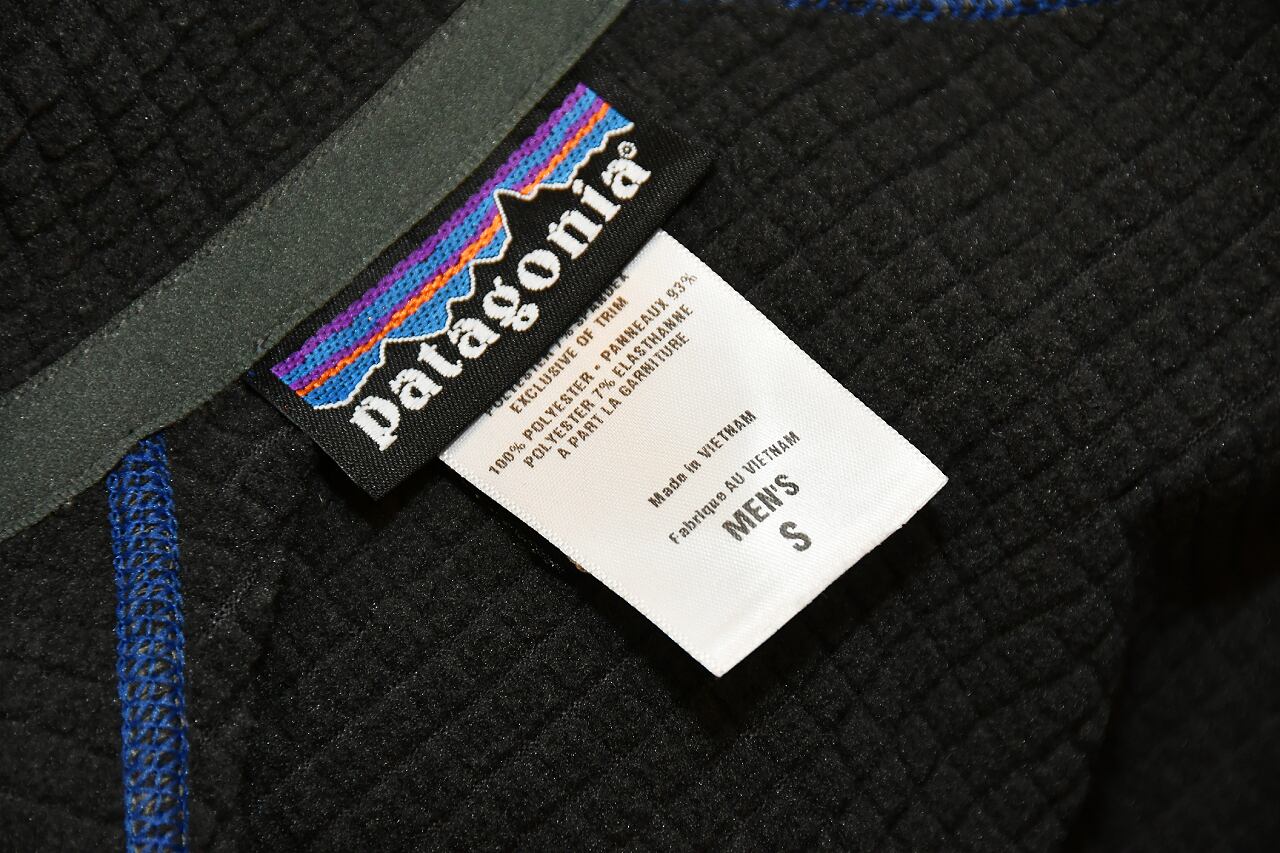 patagonia®
EXCLUSIVE OF TRIM
100% POLYESTER • PANNEAUX 93%
POLYESTER 7% ELASTHANNE
A PART LA GARNITURE
Made in VIETNAM
Fabriqué AU VIETNAM
MEN'S
S